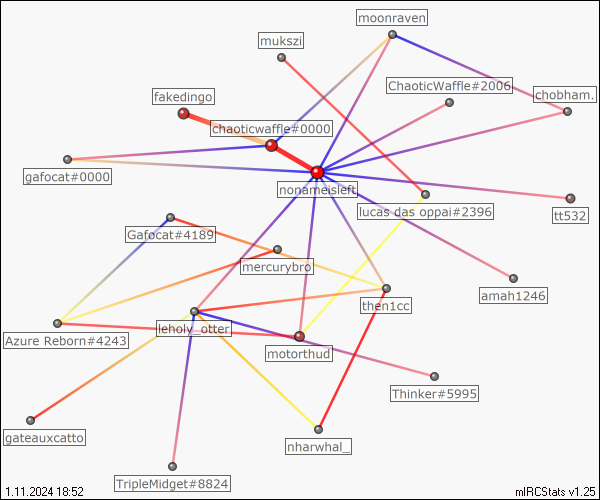 moonraven
mukszi
ChaoticWaffle#2006
fakedingo
chobham.
chaoticwaffle#0000
gafocat#0000
nonameisleft
lucas das oppai#2396
tt532
Gafocat#4189
mercurybro
amah1246
then1cc
leholy_otter
Azure Reborn#4243
motorthud
Thinker#5995
gateauxcatto
nharwhal_
TripleMidget#8824
1.11.2024 18:52
mIRCStats v1.25